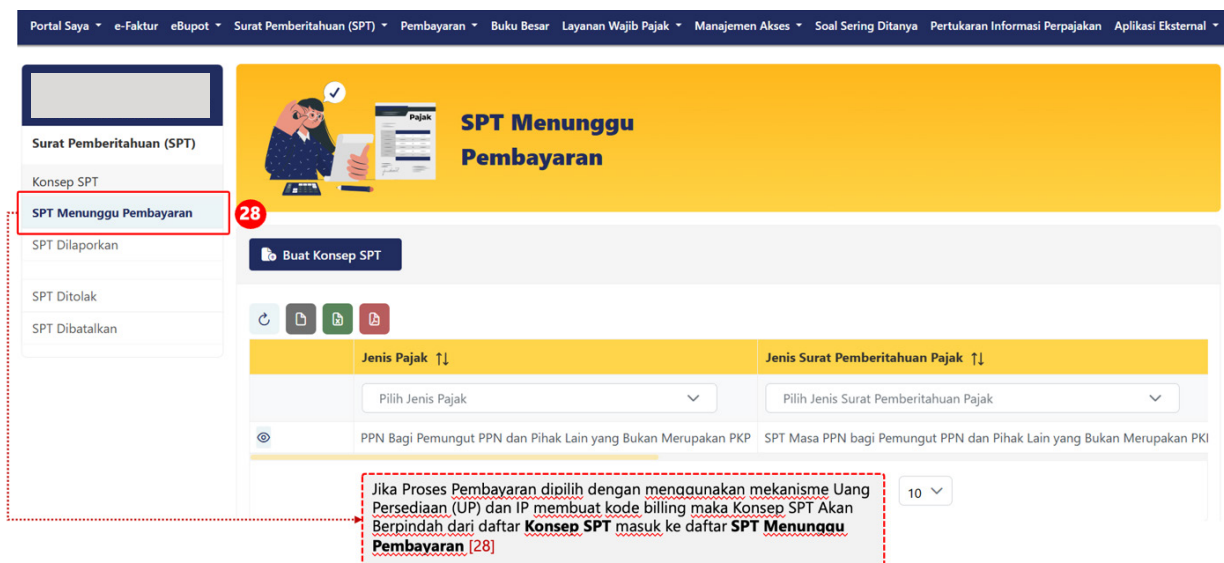 Portal Saya e-Faktur eBupot Surat Pemberitahuan (SPT) Pembayaran Buku Besar Layanan Wajib Pajak Manajemen Akses Soal Sering Ditanya Pertukaran Informasi Perpajakan Aplikasi Eksternal
Pajak
SPT Menunggu
Pembayaran
Surat Pemberitahuan (SPT)
Konsep SPT
SPT Menunggu Pembayaran
28
SPT Dilaporkan
SPT Ditolak
SPT Dibatalkan
Buat Konsep SPT
Jenis Pajak Jenis Surat Pemberitahuan Pajak
Pilih Jenis Pajak Pilih Jenis Surat Pemberitahuan Pajak
PPN Bagi Pemungut PPN dan Pihak Lain yang Bukan Merupakan PKP SPT Masa PPN bagi Pemungut PPN dan Pihak Lain yang Bukan Merupakan PK
10
Jika Proses Pembayaran dipilih dengan menggunakan mekanisme Uang
Persediaan (UP) dan IP membuat kode billing maka Konsep SPT Akan
Berpindah dari daftar Konsep SPT masuk ke daftar SPT Menunggu
Pembayaran [28]